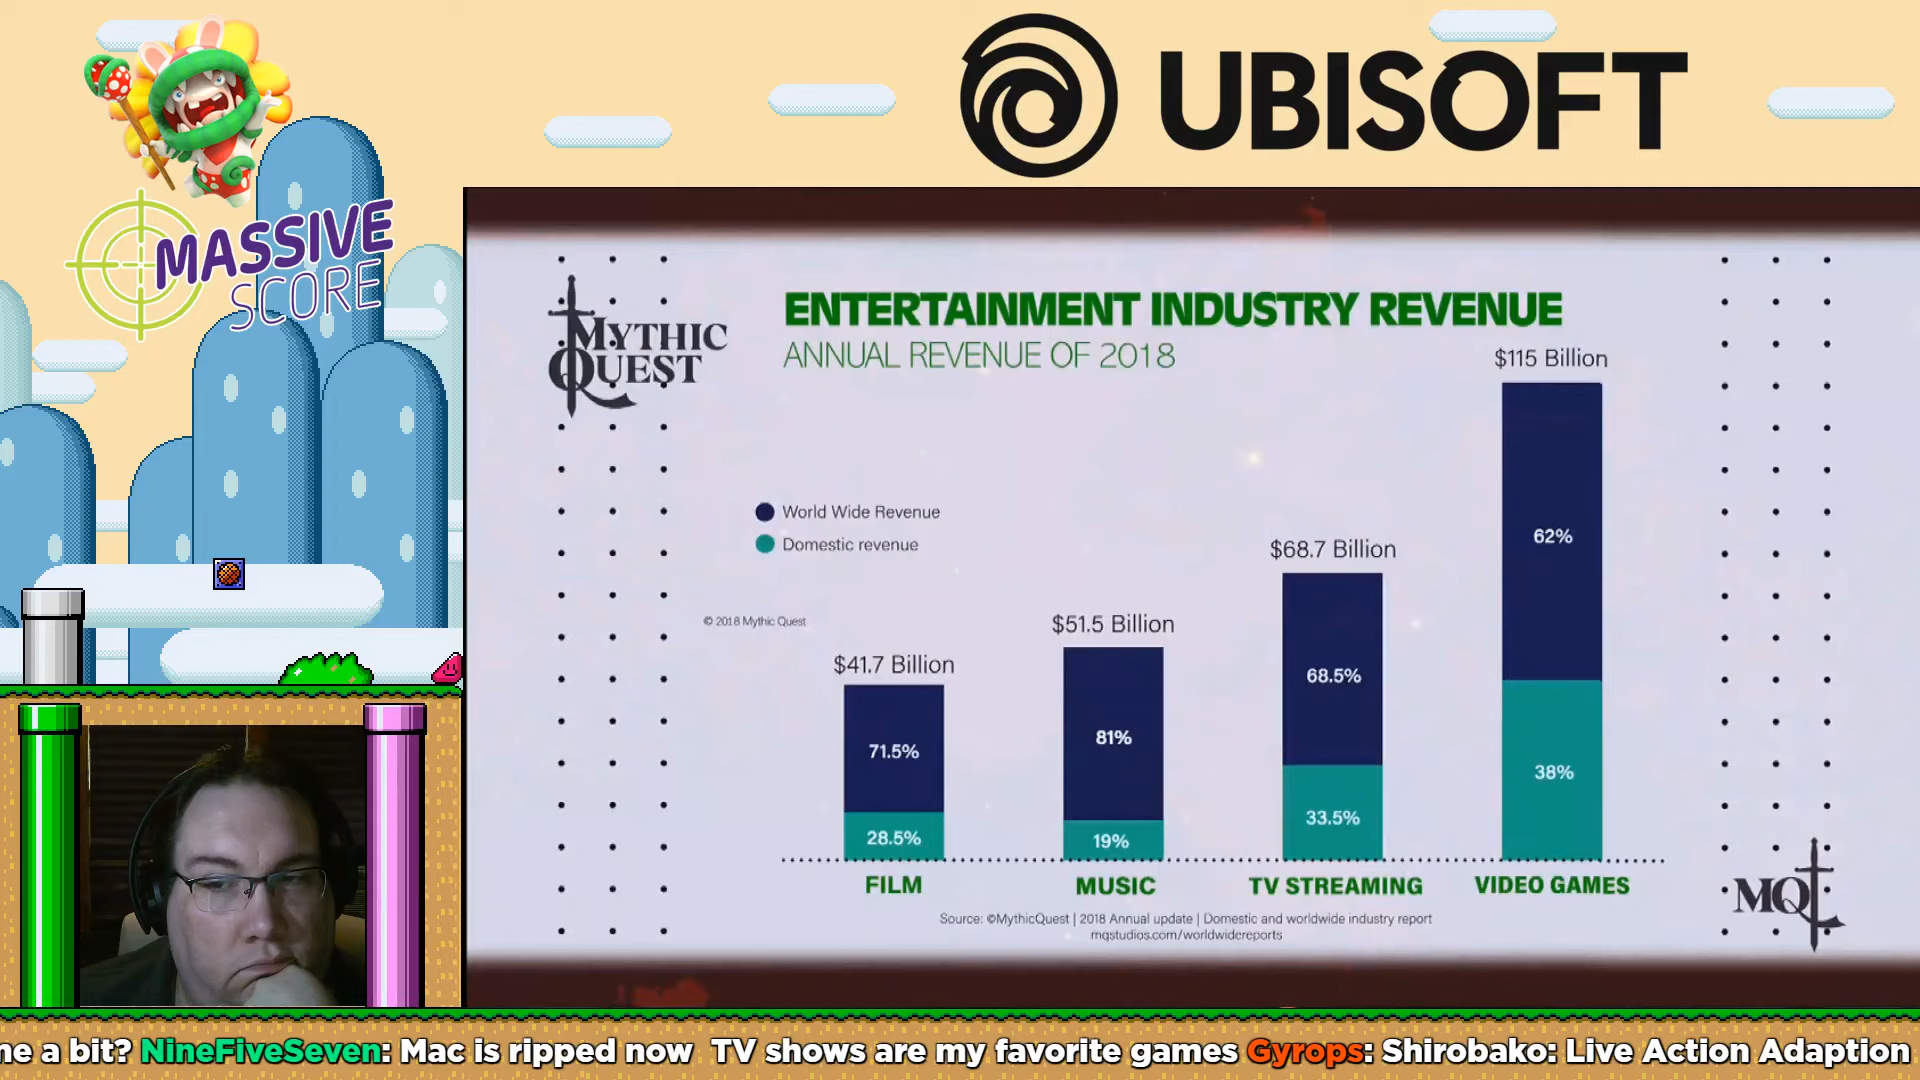 UBISOFT
MASSIVE
SCORE
MYTHIC
QUEST
ENTERTAINMENT INDUSTRY REVENUE
ANNUAL REVENUE OF 2018
$115 Billion
World Wide Revenue
Domestic revenue
62%
$68.7 Billion
© 2018 Mythic Quest
$51.5 Billion
$41.7 Billion
68.5%
81%
71.5%
38%
33.5%
19%
28.5%
FILM
MUSIC
TV STREAMING
VIDEO GAMES
MQ
Source: ©MythicQuest | 2018 Annual update | Domestic and worldwide industry report
mqstudios.com/worldwidereports
ne a bit? NineFiveSeven: Mac is ripped now TV shows are my favorite games Gyrops: Shirobako: Live Action Adaption